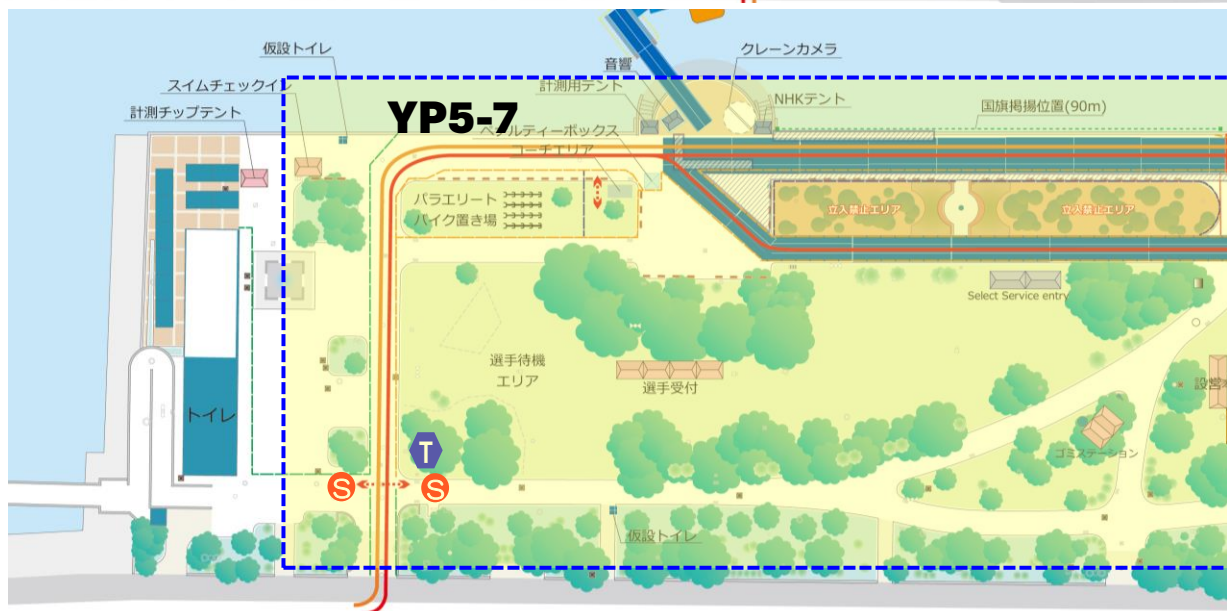 仮設トイレ
クレーンカメラ
音響
スイムチェックイン
計測用テント
NHKテント
計測チップテント
国旗掲揚位置(90m)
YP5-7
ペナルティーボックス
コーチエリア
パラエリート
バイク置き場
立入禁止エリア
立入禁止エリア
Select Service entry
選手待機
エリア
選手受付
設営
トイレ
T
ゴミステーション
S
S
仮設トイレ